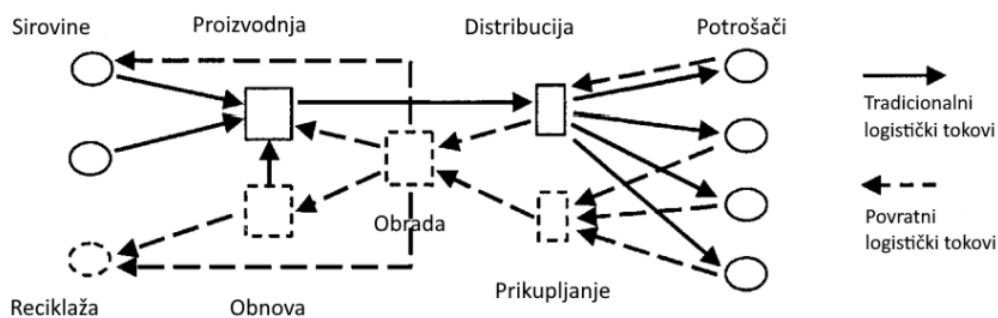 Sirovine
Proizvodnja
Distribucija
Potrošači
Tradicionalni
logistički tokovi
Obrada
Povratni
logistički tokovi
Prikupljanje
Reciklaža
Obnova